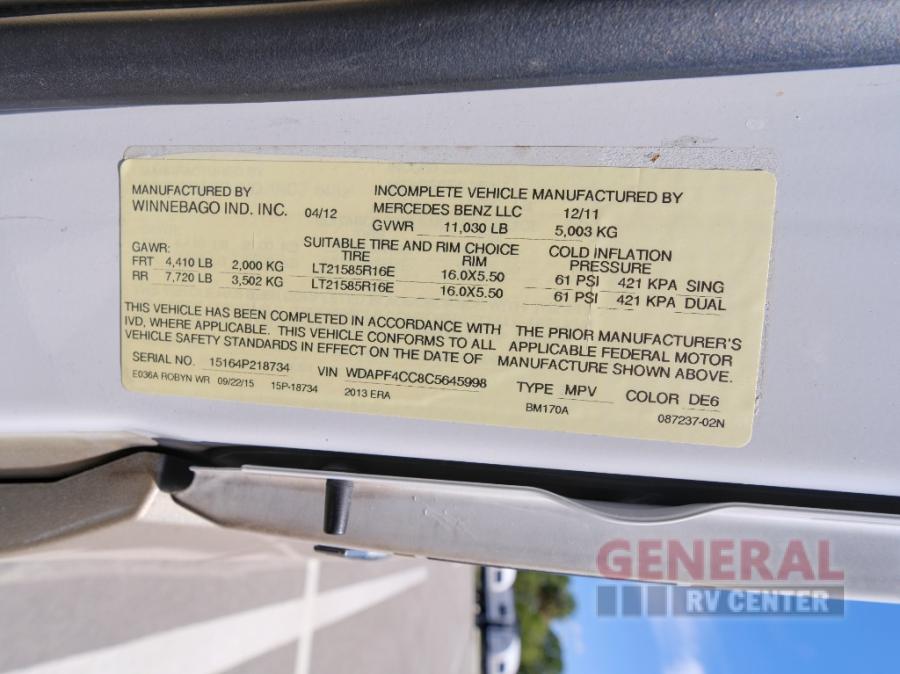 MANUFACTURED BY
WINNEBAGO IND. INC. 04/12
INCOMPLETE VEHICLE MANUFACTURED BY
MERCEDES BENZ LLC 12/11
GVWR 11,030 LB 5,003 KG
GAWR: SUITABLE TIRE AND RIM CHOICE COLD INFLATION
TIRE RIM PRESSURE
FRT 4,410 LB 2,000 KG LT21585R16E 16.0X5.50 61 PSI 421 KPA SING
RR 7,720 LB 3,502 KG LT21585R16E 16.0X5.50 61 PSI 421 KPA DUAL
THIS VEHICLE HAS BEEN COMPLETED IN ACCORDANCE WITH THE PRIOR MANUFACTURER'S
IVD, WHERE APPLICABLE. THIS VEHICLE CONFORMS TO ALL APPLICABLE FEDERAL MOTOR
VEHICLE SAFETY STANDARDS IN EFFECT ON THE DATE OF MANUFACTURE SHOWN ABOVE.
SERIAL NO. 15164P218734 VIN WDAPF4CC8C5645998 TYPE MPV COLOR DE6
E036A ROBYN WR 09/22/15 15P-18734 2013 ERA BM170A 087237-02N
GENERAL
RV CENTER